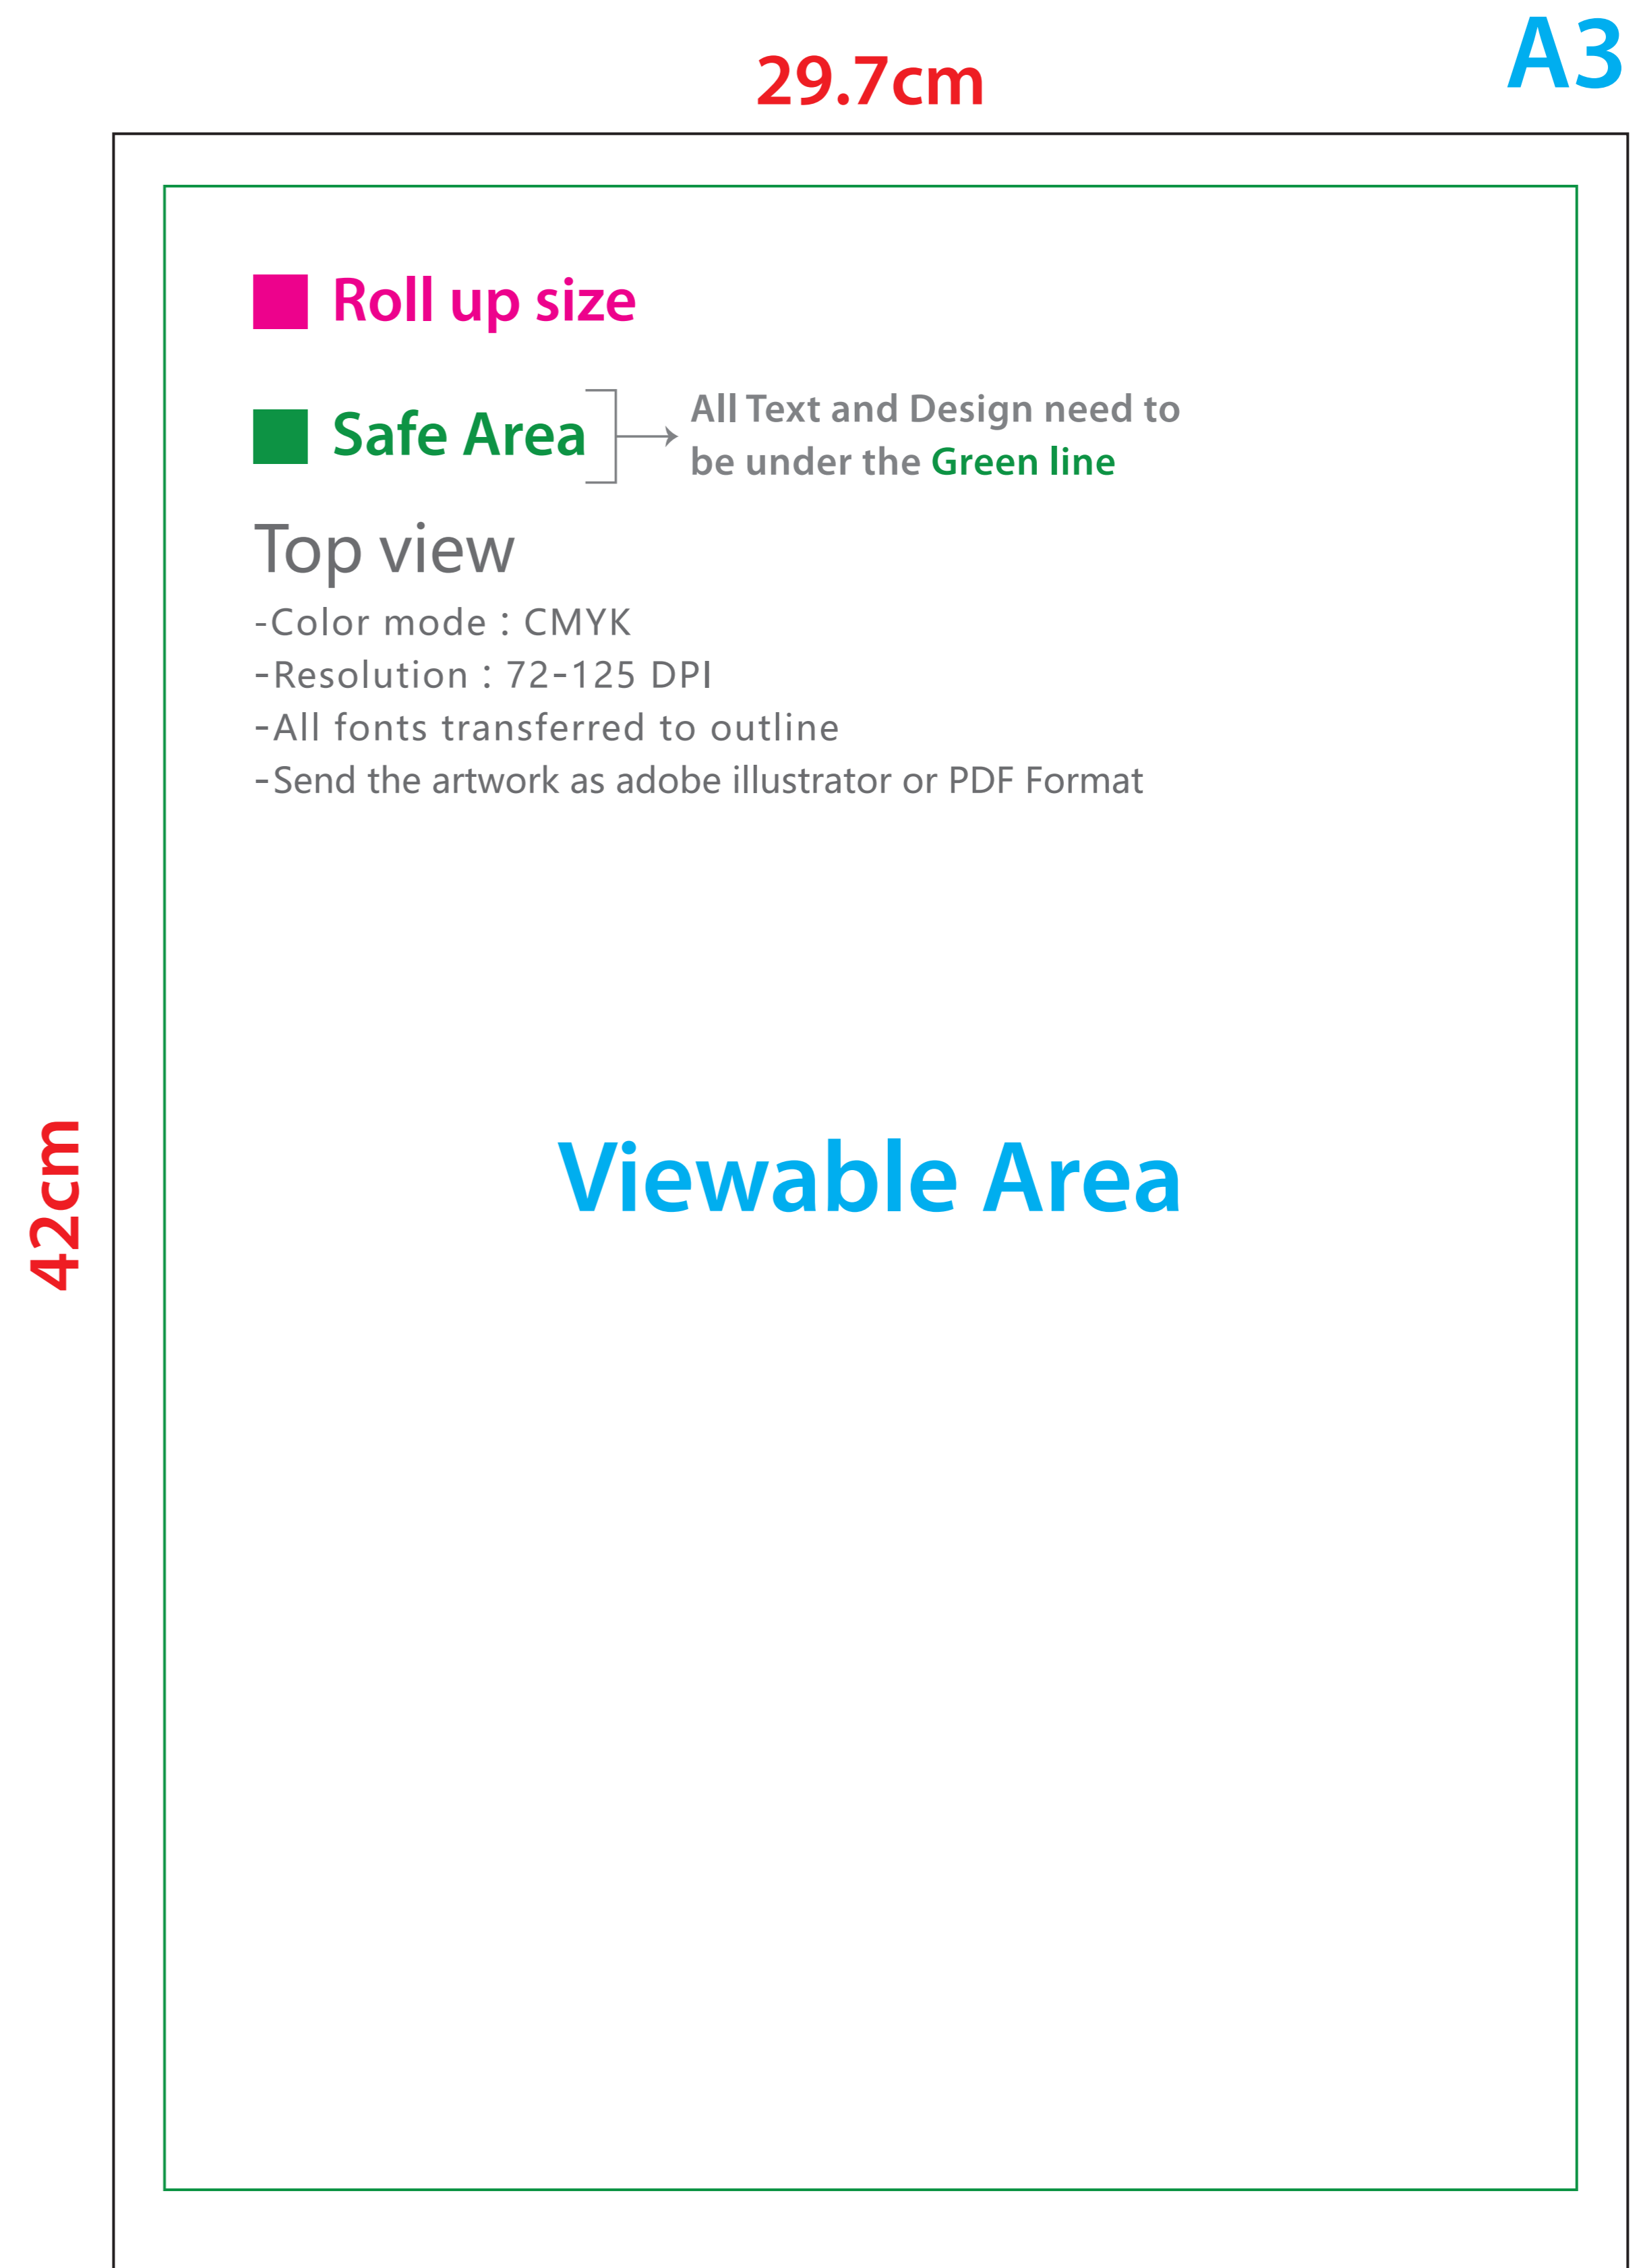 A3
29.7cm
Roll up size
Safe Area
All Text and Design need to
be under the Green line
Top view
-Color mode : CMYK
-Resolution : 72-125 DPI
-All fonts transferred to outline
-Send the artwork as adobe illustrator or PDF Format
42cm
Viewable Area